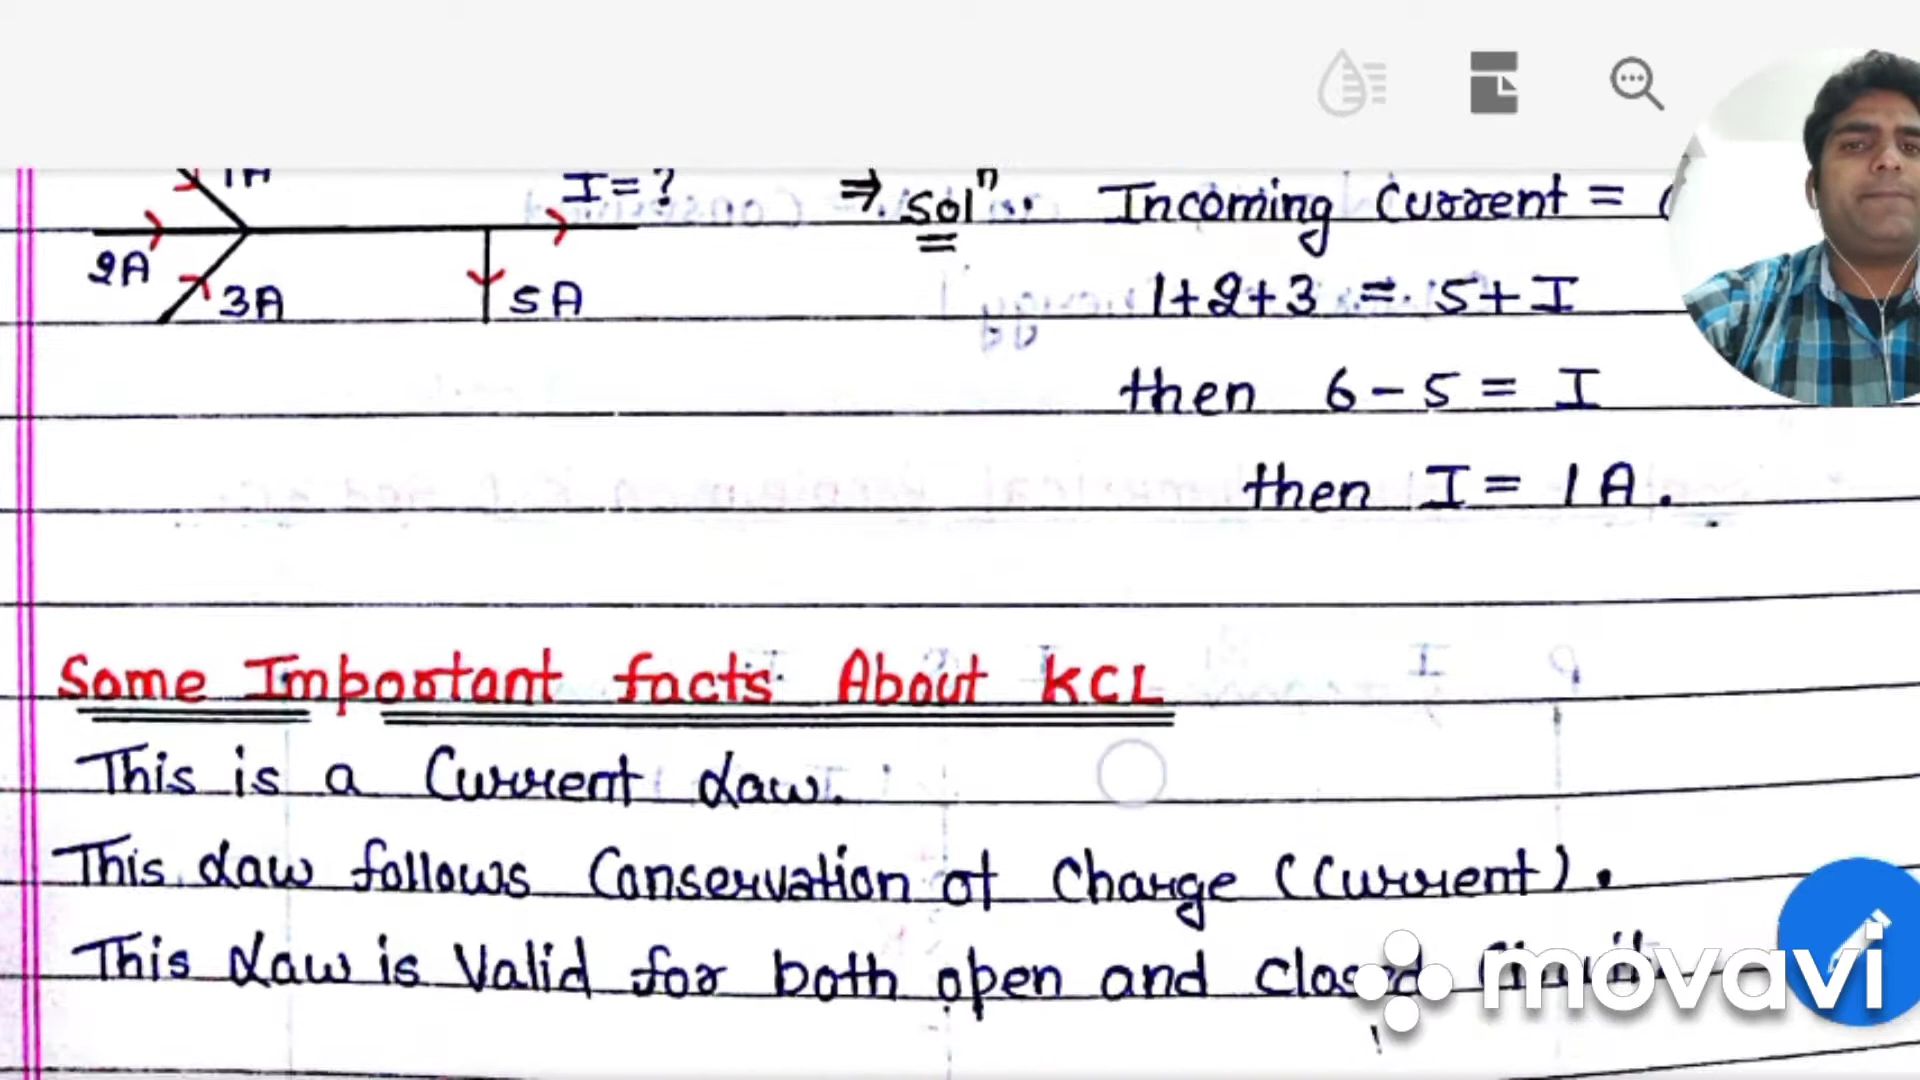 I=? ⇒ Solⁿ. Incoming Current =
2A
3A 5A 1+2+3 = 5+I
then 6-5 = I
then I = 1A.
Some Important facts About KCL
This is a Current Law.
This Law follows Conservation of Charge (Current).
This Law is Valid for both open and closed
movavi